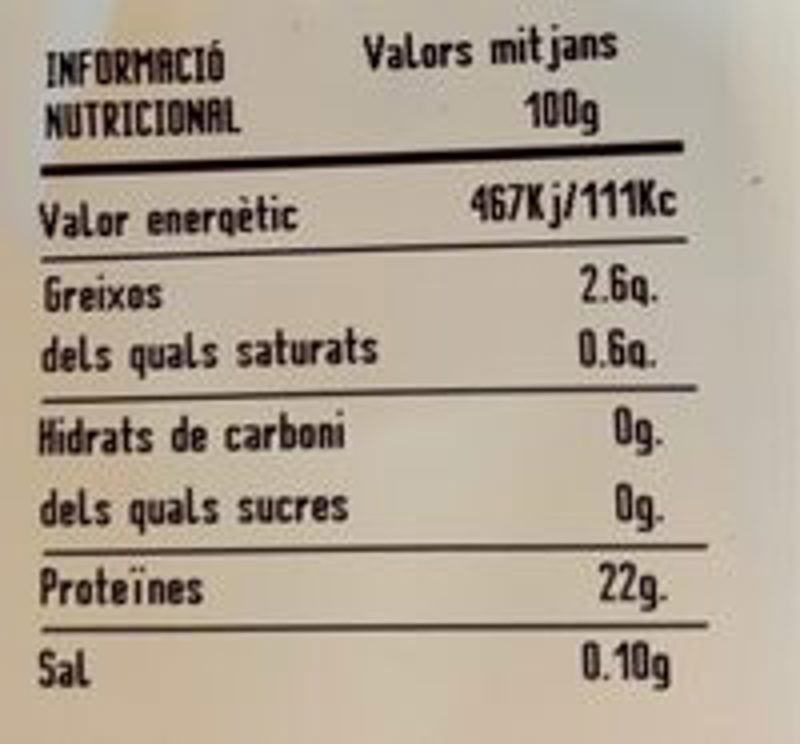 INFORMACIÓ NUTRICIONAL Valors mitjans 100g
Valor energètic 467Kj/111Kc
Greixos 2.6g.
dels quals saturats 0.6g.
Hidrats de carboni 0g.
dels quals sucres 0g.
Proteïnes 22g.
Sal 0.10g